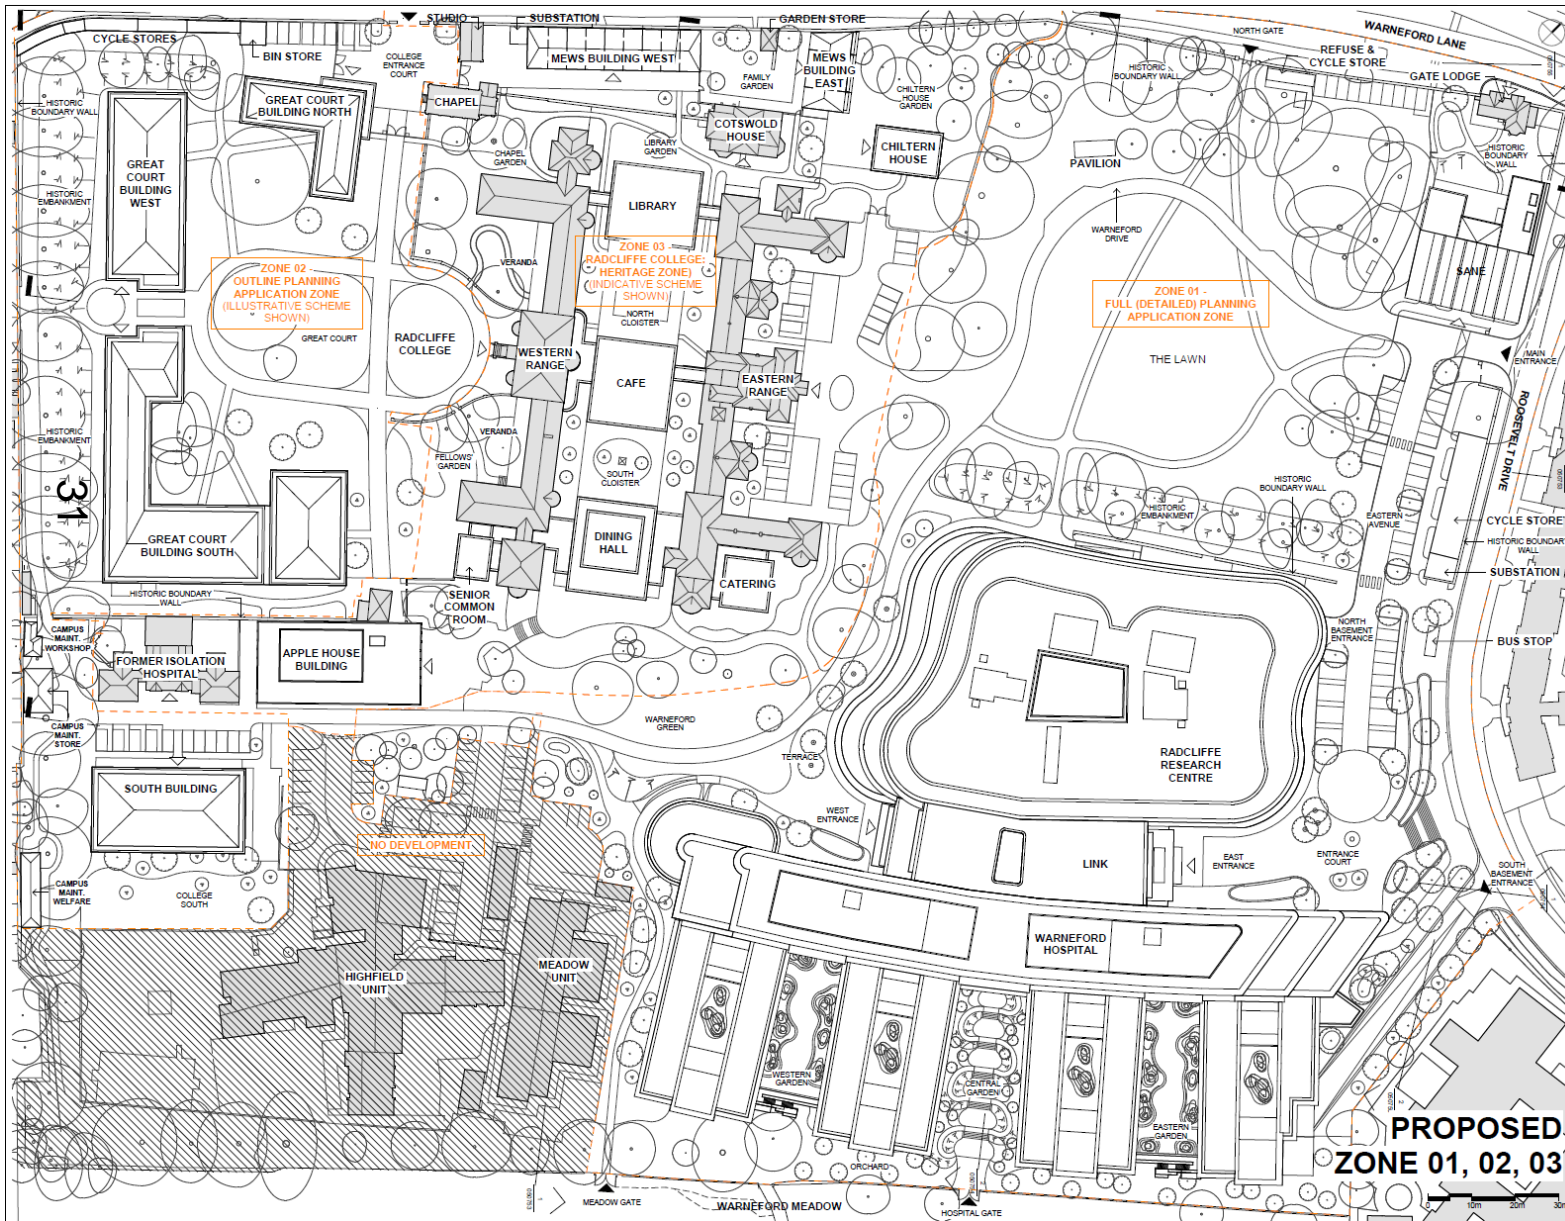 STUDIO
SUBSTATION
GARDEN STORE
WARNEFORD LANE
NORTH GATE
CYCLE STORES
BIN STORE
COLLEGE
ENTRANCE
COURT
MEWS BUILDING WEST
MEWS
BUILDING
EAST
FAMILY
GARDEN
HISTORIC
BOUNDARY WALL
REFUSE &
CYCLE STORE
GATE LODGE
HISTORIC
BOUNDARY WALL
GREAT COURT
BUILDING NORTH
CHAPEL
CHILTERN
HOUSE
GARDEN
COTSWOLD
HOUSE
CHILTERN
HOUSE
LIBRARY
GARDEN
CHAPEL
GARDEN
PAVILION
HISTORIC
BOUNDARY
WALL
GREAT
COURT
BUILDING
WEST
HISTORIC
EMBANKMENT
LIBRARY
WARNEFORD
DRIVE
ZONE 02
OUTLINE PLANNING
APPLICATION ZONE
(ILLUSTRATIVE SCHEME
SHOWN)
VERANDA
ZONE 03 -
RADCLIFFE COLLEGE:
HERITAGE ZONE)
(INDICATIVE SCHEME
SHOWN)
ZONE 01 -
FULL (DETAILED) PLANNING
APPLICATION ZONE
SANE
NORTH
CLOISTER
GREAT COURT
RADCLIFFE
COLLEGE
WESTERN
RANGE
CAFE
EASTERN
RANGE
THE LAWN
MAIN
ENTRANCE
ROOSEVELT DRIVE
HISTORIC
EMBANKMENT
VERANDA
FELLOWS'
GARDEN
SOUTH
CLOISTER
31
HISTORIC
BOUNDARY WALL
HISTORIC
EMBANKMENT
EASTERN
AVENUE
CYCLE STORE
HISTORIC BOUNDARY
WALL
SUBSTATION
GREAT COURT
BUILDING SOUTH
DINING
HALL
CATERING
SENIOR
COMMON
ROOM
HISTORIC BOUNDARY
WALL
CAMPUS
MAINT.
WORKSHOP
FORMER ISOLATION
HOSPITAL
APPLE HOUSE
BUILDING
NORTH
BASEMENT
ENTRANCE
BUS STOP
CAMPUS
MAINT.
STORE
WARNEFORD
GREEN
TERRACE
RADCLIFFE
RESEARCH
CENTRE
SOUTH BUILDING
WEST
ENTRANCE
NO DEVELOPMENT
LINK
EAST
ENTRANCE
ENTRANCE
COURT
SOUTH
BASEMENT
ENTRANCE
CAMPUS
MAINT.
WELFARE
COLLEGE
SOUTH
WARNEFORD
HOSPITAL
HIGHFIELD
UNIT
MEADOW
UNIT
WESTERN
GARDEN
CENTRAL
GARDEN
EASTERN
GARDEN
ORCHARD
MEADOW GATE
WARNEFORD MEADOW
HOSPITAL GATE
PROPOSED
ZONE 01, 02, 03
0 10m 20m 30